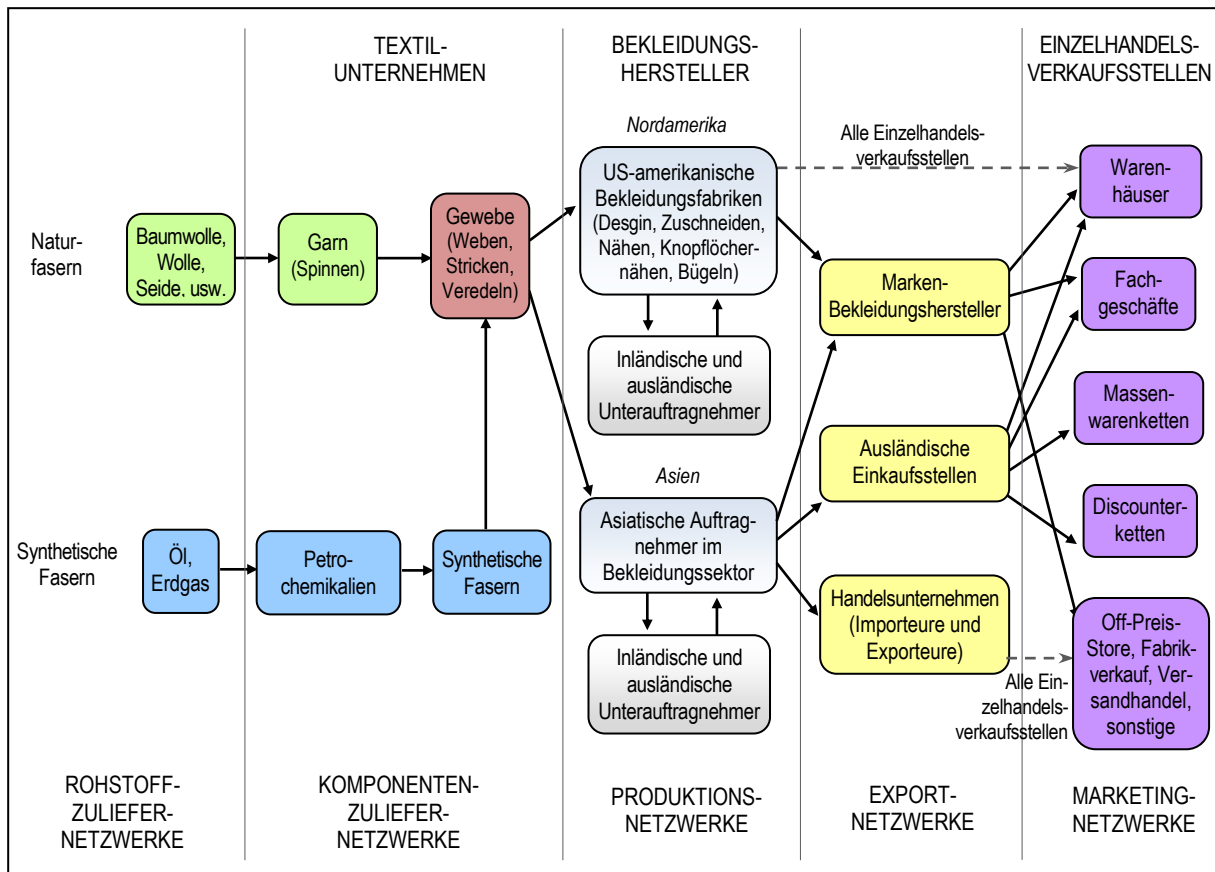 TEXTIL-
UNTERNEHMEN
BEKLEIDUNGS-
HERSTELLER
EINZELHANDELS-
VERKAUFSSTELLEN
Natur-
fasern
Baumwolle,
Wolle,
Seide, usw.
Garn
(Spinnen)
Gewebe
(Weben,
Stricken,
Veredeln)
Nordamerika
US-amerikanische
Bekleidungsfabriken
(Desgin, Zuschneiden,
Nähen, Knopflöcher-
nähen, Bügeln)
Inländische und
ausländische
Unterauftragnehmer
Alle Einzelhandels-
verkaufsstellen
Marken-
Bekleidungshersteller
Waren-
häuser
Fach-
geschäfte
Massen-
warenketten
Discounter-
ketten
Synthetische
Fasern
Öl,
Erdgas
Petro-
chemikalien
Synthetische
Fasern
Asien
Asiatische Auftrag-
nehmer im
Bekleidungssektor
Inländische und
ausländische
Unterauftragnehmer
Ausländische
Einkaufsstellen
Handelsunternehmen
(Importeure und
Exporteure)
Alle Ein-
zelhandels-
verkaufsstellen
Off-Preis-
Store, Fabrik-
verkauf, Ver-
sandhandel,
sonstige
ROHSTOFF-
ZULIEFER-
NETZWERKE
KOMPONENTEN-
ZULIEFER-
NETZWERKE
PRODUKTIONS-
NETZWERKE
EXPORT-
NETZWERKE
MARKETING-
NETZWERKE